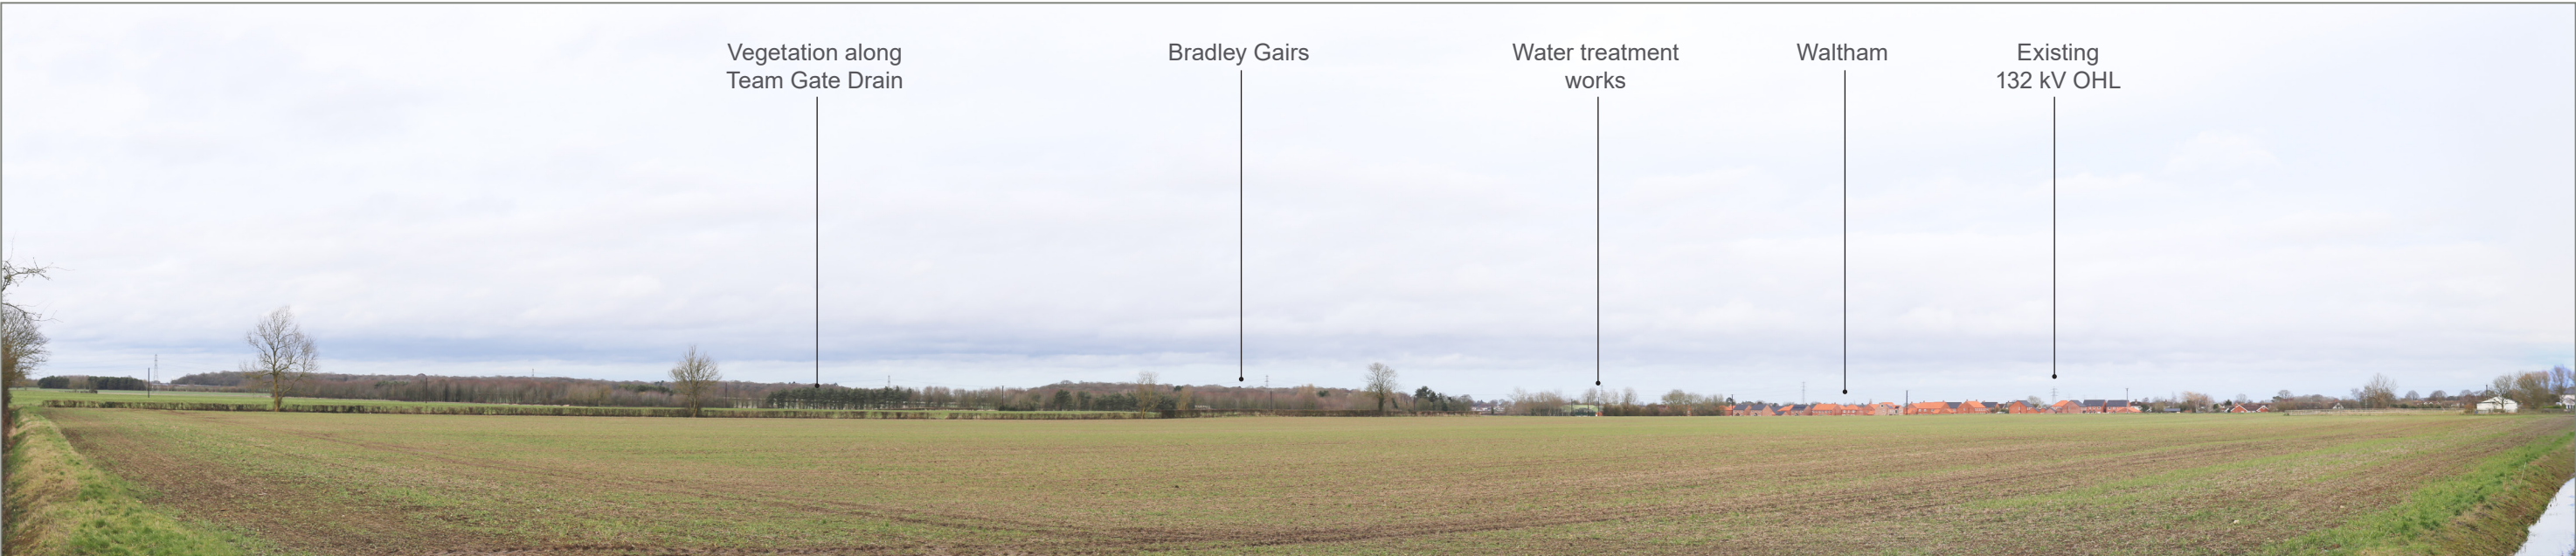 Vegetation along
Team Gate Drain
Bradley Gairs
Water treatment
works
Waltham
Existing
132 kV OHL